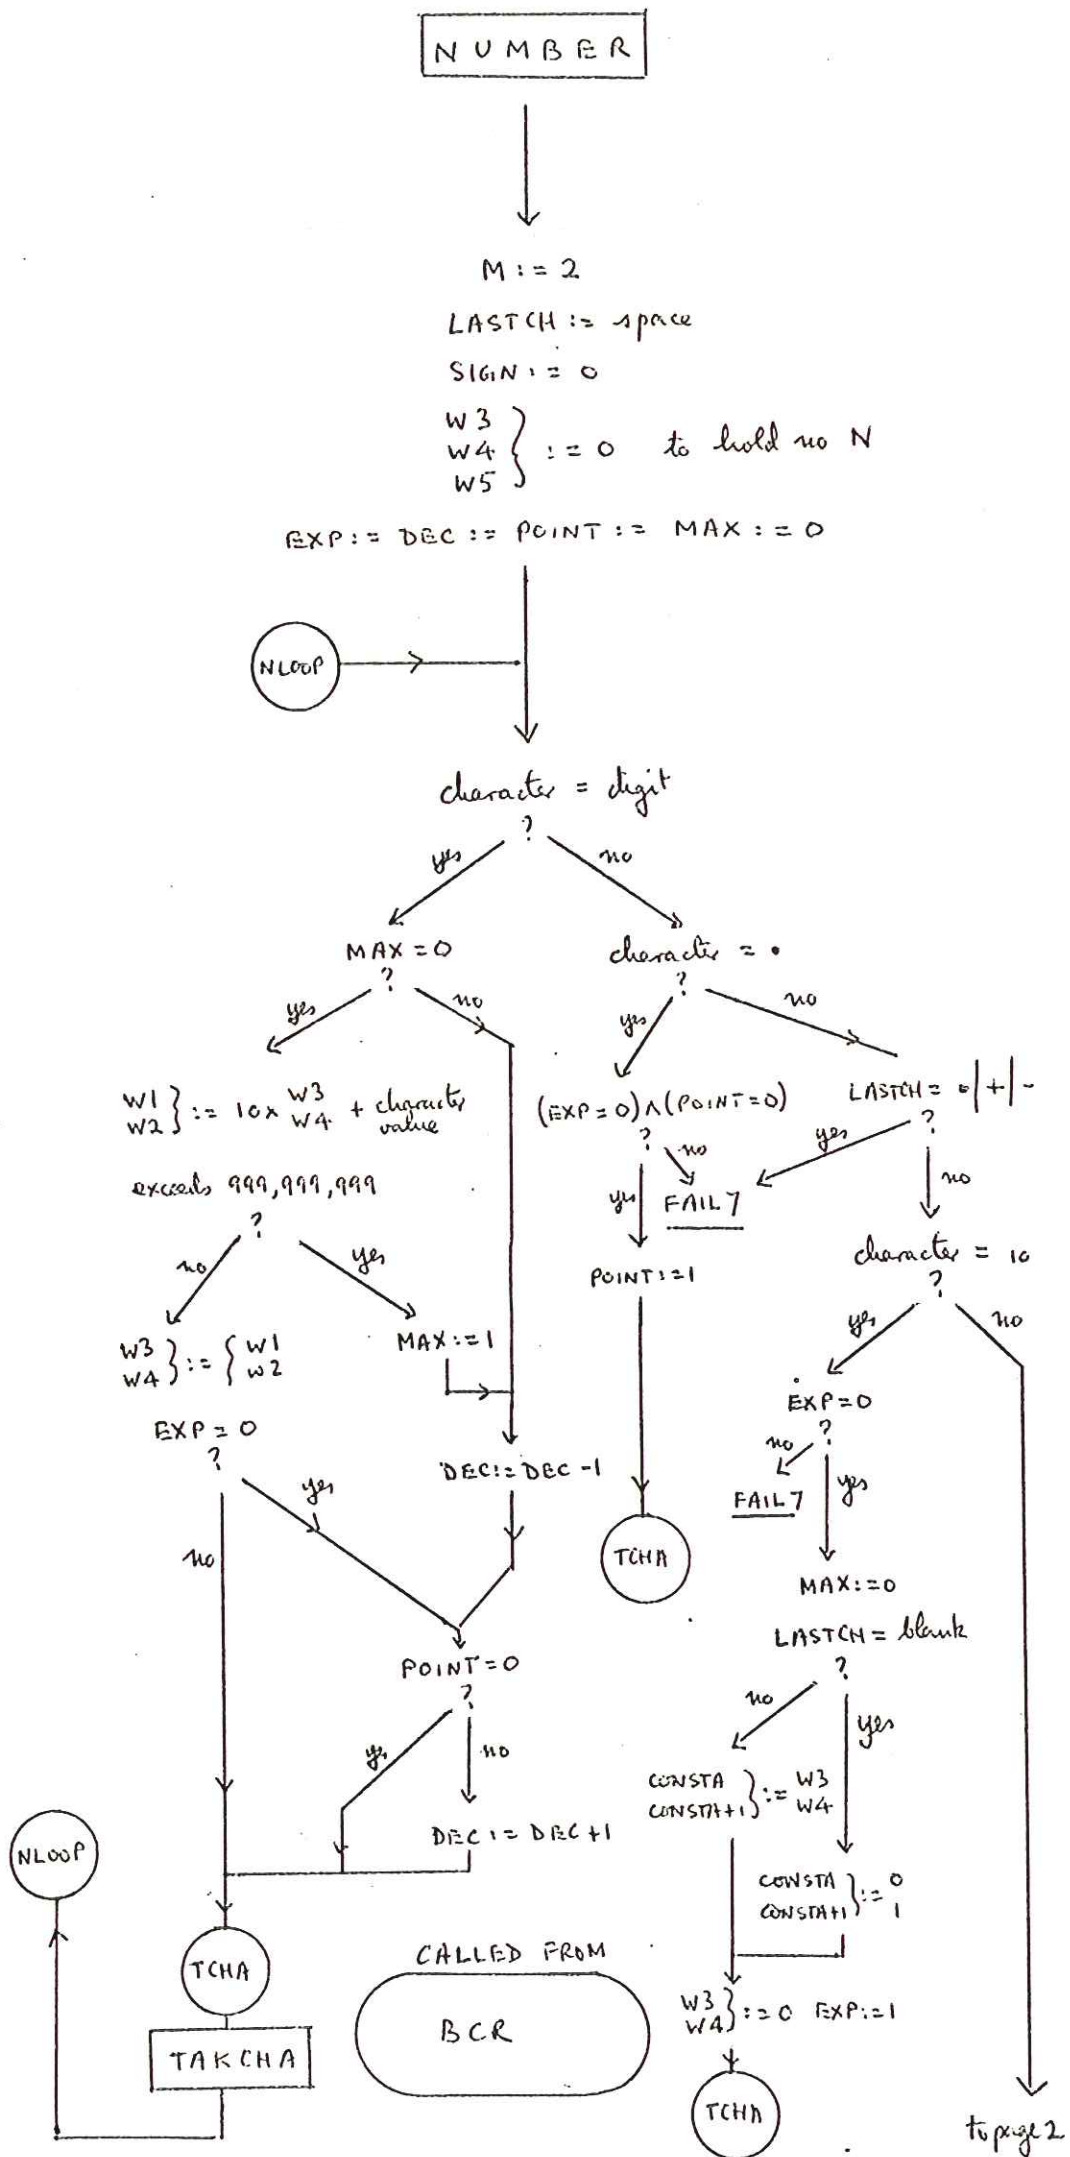 NUMBER
M := 2
LASTCH := space
SIGN := 0
W3
W4 } := 0 to hold no N
W5
EXP := DEC := POINT := MAX := 0
NLOOP
character = digit
?
yes no
MAX = 0 character = .
? ?
yes no yes no
W1
W2 } := 10 x W3 W4 + character value
(EXP=0)∧(POINT=0) LASTCH = 0|+|-
? ?
no yes
exceeds 999,999,999
yes FAIL 7 no
?
no yes
character = 10
POINT := 1
?
yes no
W3
W4 } := { W1 W2
MAX := 1
EXP = 0
EXP = 0
? ?
no
yes DEC := DEC - 1
FAIL 7 yes
no
TCHA
MAX := 0
LASTCH = blank
POINT = 0
? ?
no yes
yes no
CONSTA
CONSTA+1 } := W3 W4
DEC := DEC + 1
NLOOP
CONSTA
CONSTA+1 } := 0 1
TCHA
CALLED FROM
W3
W4 } := 0 EXP := 1
BCR
TAKCHA
TCHA
to page 2